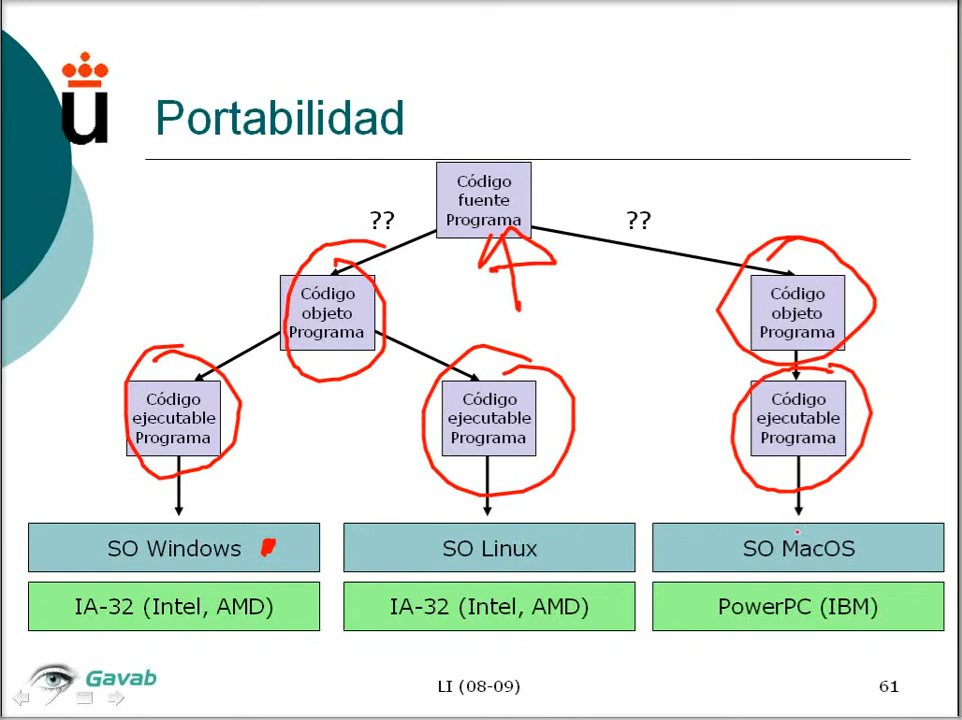 u
Portabilidad
Código
fuente
Programa
??
??
Código
objeto
Programa
Código
objeto
Programa
Código
ejecutable
Programa
Código
ejecutable
Programa
Código
ejecutable
Programa
SO Windows
SO Linux
SO MacOS
IA-32 (Intel, AMD)
IA-32 (Intel, AMD)
PowerPC (IBM)
Gavab
LI (08-09)
61